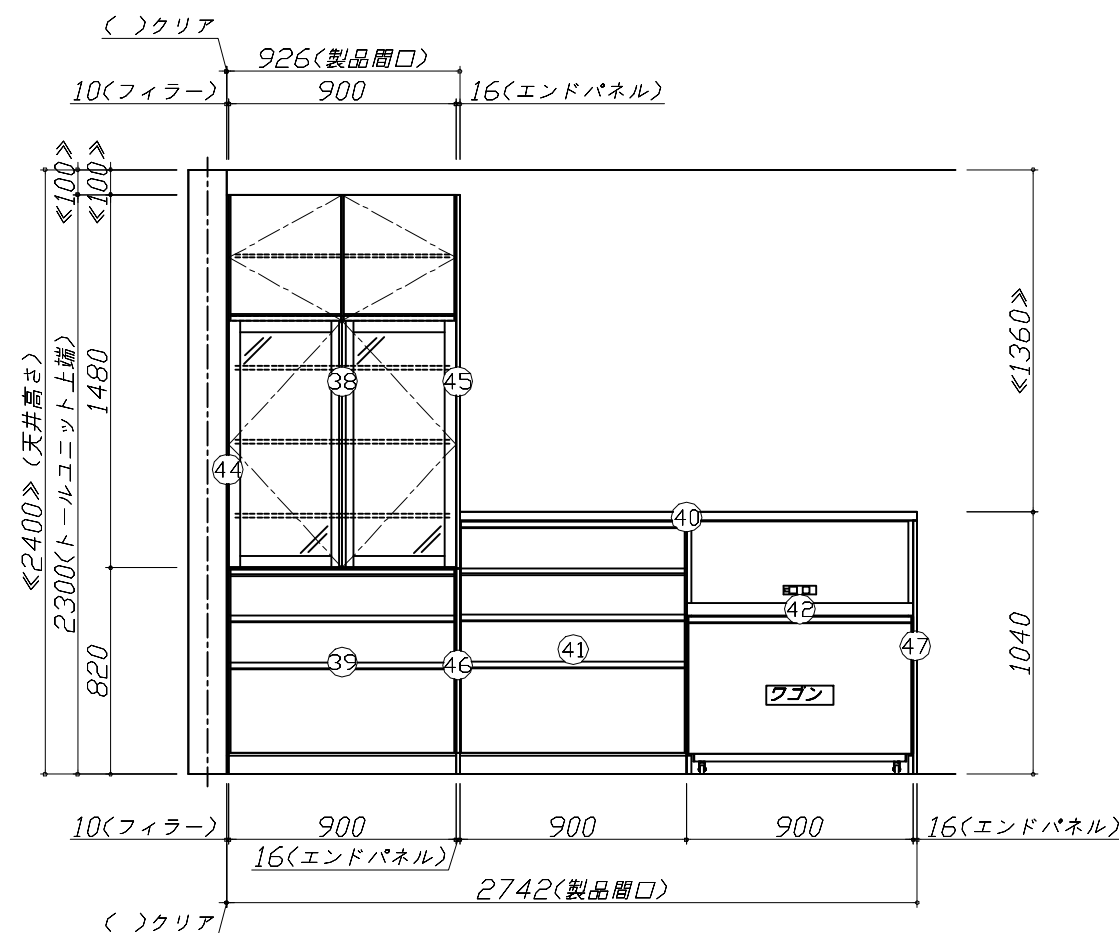 ( )クリア
926(製品間口)
10(フィラー)
900
16(エンドパネル)
≪100≫
≪100≫
≪2400≫(天井高さ)
2300(トールユニット上端)
1480
820
≪1360≫
1040
38
45
44
40
42
41
39
46
47
ワゴン
10(フィラー)
900
900
900
16(エンドパネル)
16(エンドパネル)
2742(製品間口)
( )クリア